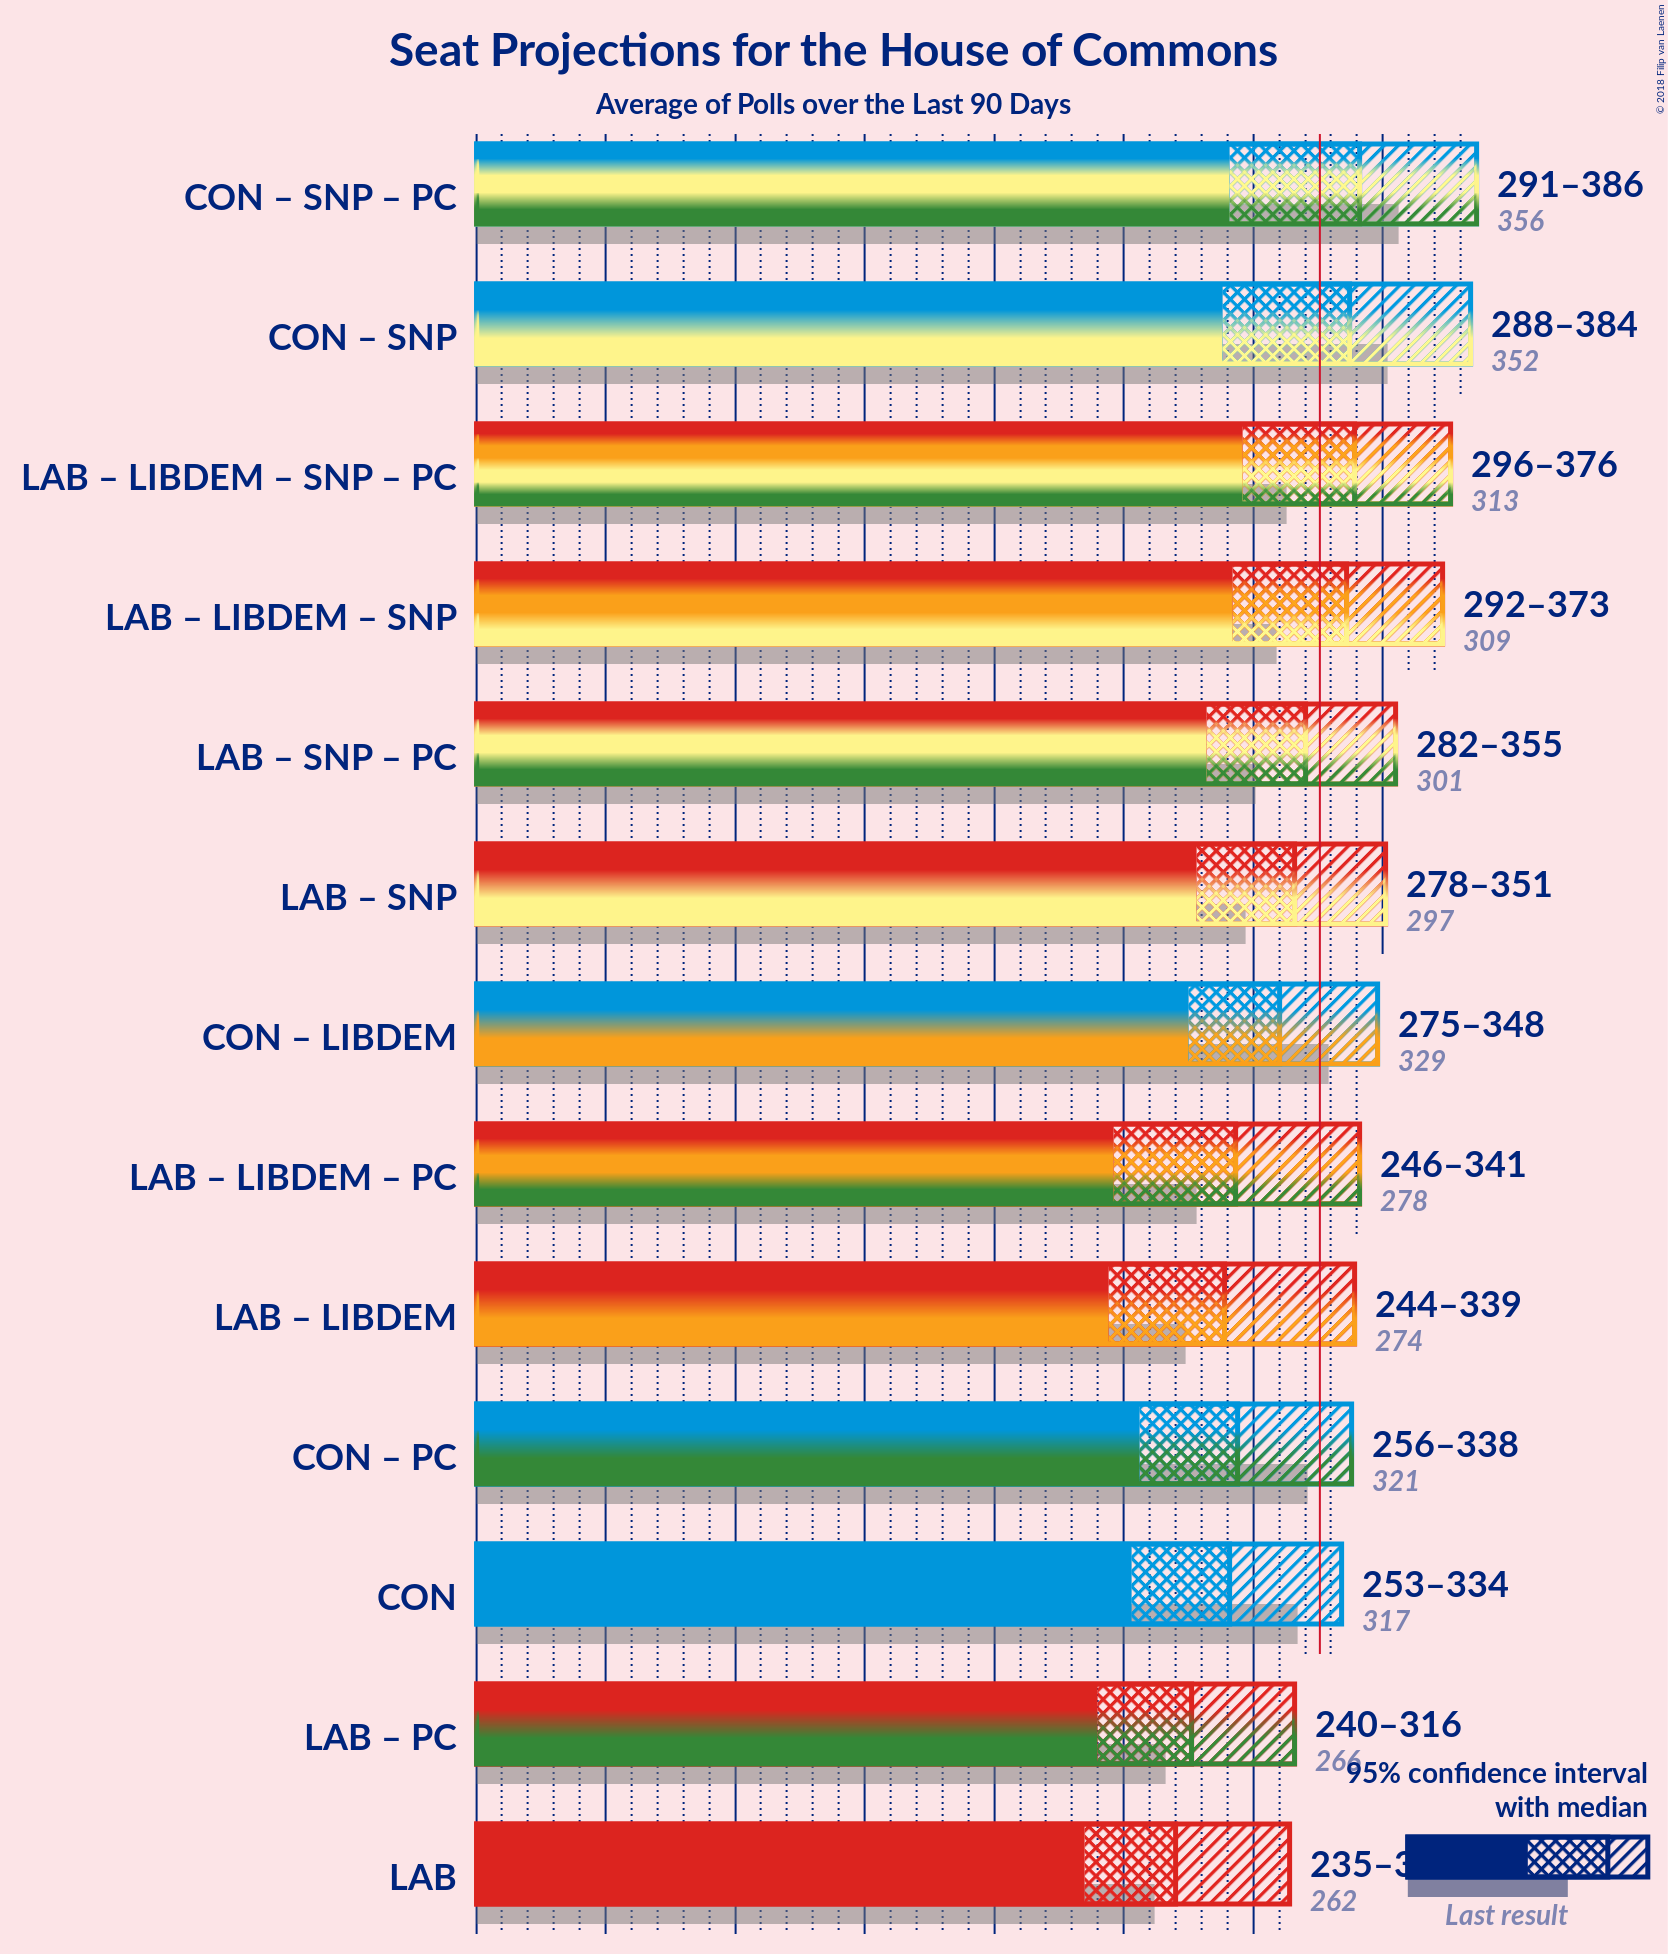 Seat Projections for the House of Commons
Average of Polls over the Last 90 Days
© 2018 Filip van Laenen
CON – SNP – PC
291–386
356
CON – SNP
288–384
352
LAB – LIBDEM – SNP – PC
296–376
313
LAB – LIBDEM – SNP
292–373
309
LAB – SNP – PC
282–355
301
LAB – SNP
278–351
297
CON – LIBDEM
275–348
329
LAB – LIBDEM – PC
246–341
278
LAB – LIBDEM
244–339
274
CON – PC
256–338
321
CON
253–334
317
LAB – PC
240–316
266
95% confidence interval
with median
LAB
235–3
262
Last result